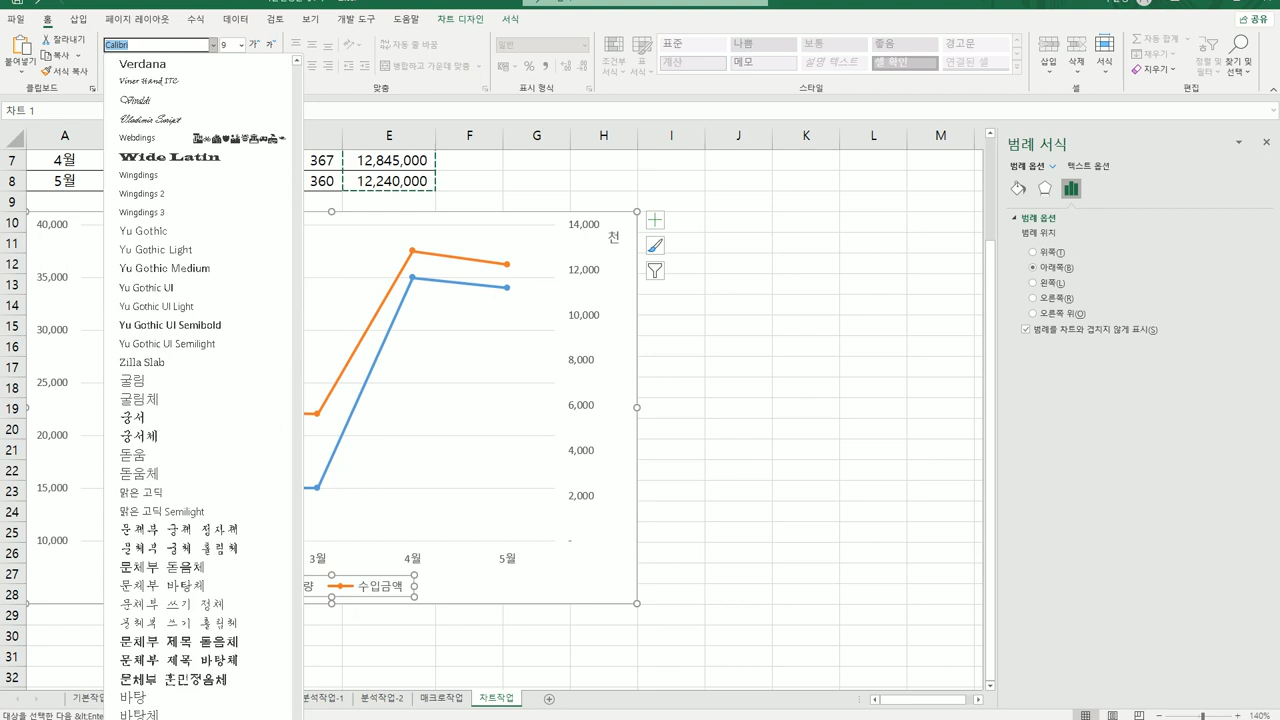 파일 홈 삽입 페이지 레이아웃 수식 데이터 검토 보기 개발 도구 도움말 차트 디자인 서식 공유
붙여넣기 잘라내기 복사 서식 복사
Calibri 9
자동 줄 바꿈
병합하고 가운데 맞춤
일반
조건부 서식 표 서식
표준 나쁨 보통 좋음 경고문
계산 메모 설명 텍스트 셀 확인 연결된 셀
삽입 삭제 서식
자동 합계 채우기 지우기
정렬 및 필터 찾기 및 선택
클립보드 맞춤 표시 형식 스타일 셀 편집
차트 1
A E F G H I J K L M
7 4월 367 12,845,000
8 5월 360 12,240,000
9
10
11
12
13
14
15
16
17
18
19
20
21
22
23
24
25
26
27
28
29
30
31
32
Verdana
Viner Hand ITC
Vivaldi
Vladimir Script
Webdings
Wide Latin
Wingdings
Wingdings 2
Wingdings 3
Yu Gothic
Yu Gothic Light
Yu Gothic Medium
Yu Gothic UI
Yu Gothic UI Light
Yu Gothic UI Semibold
Yu Gothic UI Semilight
Zilla Slab
굴림
굴림체
궁서
궁서체
돋움
돋움체
맑은 고딕
맑은 고딕 Semilight
문체부 궁체 정자체
문체부 궁체 흘림체
문체부 돋음체
문체부 바탕체
문체부 쓰기 정체
문체부 쓰기 흘림체
문체부 제목 돋음체
문체부 제목 바탕체
문체부 훈민정음체
바탕
바탕체
40,000
35,000
30,000
25,000
20,000
15,000
10,000
14,000
천
12,000
10,000
8,000
6,000
4,000
2,000
-
3월 4월 5월
량 수입금액
범례 서식
범례 옵션 텍스트 옵션
범례 옵션
범례 위치
위쪽(T)
아래쪽(B)
왼쪽(L)
오른쪽(R)
오른쪽 위(O)
범례를 차트와 겹치지 않게 표시(S)
기본작업 분석작업-1 분석작업-2 매크로작업 차트작업
대상을 선택한 다음 &lt;Enter
140%